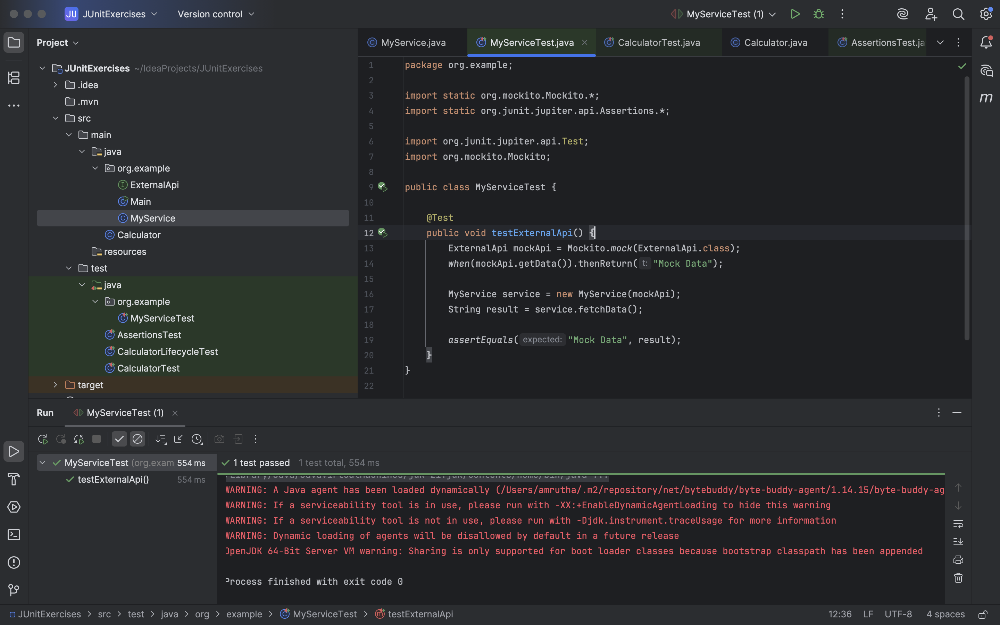 JU JUnitExercises Version control MyServiceTest (1)
Project
JUnitExercises ~/IdeaProjects/JUnitExercises
.idea
.mvn
src
main
java
org.example
ExternalApi
Main
MyService
Calculator
resources
test
java
org.example
MyServiceTest
AssertionsTest
CalculatorLifecycleTest
CalculatorTest
target
MyService.java MyServiceTest.java CalculatorTest.java Calculator.java AssertionsTest.ja
1 package org.example;
2
3 import static org.mockito.Mockito.*;
4 import static org.junit.jupiter.api.Assertions.*;
5
6 import org.junit.jupiter.api.Test;
7 import org.mockito.Mockito;
8
9 public class MyServiceTest {
10
11 @Test
12 public void testExternalApi() {
13 ExternalApi mockApi = Mockito.mock(ExternalApi.class);
14 when(mockApi.getData()).thenReturn( t: "Mock Data");
15
16 MyService service = new MyService(mockApi);
17 String result = service.fetchData();
18
19 assertEquals( expected: "Mock Data", result);
20 }
21 }
22
Run MyServiceTest (1)
MyServiceTest (org.exam 554 ms
testExternalApi() 554 ms
1 test passed 1 test total, 554 ms
/Library/Java/JavaVirtualMachines/jdk-21.jdk/Contents/Home/bin/java ...
WARNING: A Java agent has been loaded dynamically (/Users/amrutha/.m2/repository/net/bytebuddy/byte-buddy-agent/1.14.15/byte-buddy-ag
WARNING: If a serviceability tool is in use, please run with -XX:+EnableDynamicAgentLoading to hide this warning
WARNING: If a serviceability tool is not in use, please run with -Djdk.instrument.traceUsage for more information
WARNING: Dynamic loading of agents will be disallowed by default in a future release
OpenJDK 64-Bit Server VM warning: Sharing is only supported for boot loader classes because bootstrap classpath has been appended
Process finished with exit code 0
JUnitExercises > src > test > java > org > example > MyServiceTest > testExternalApi 12:36 LF UTF-8 4 spaces